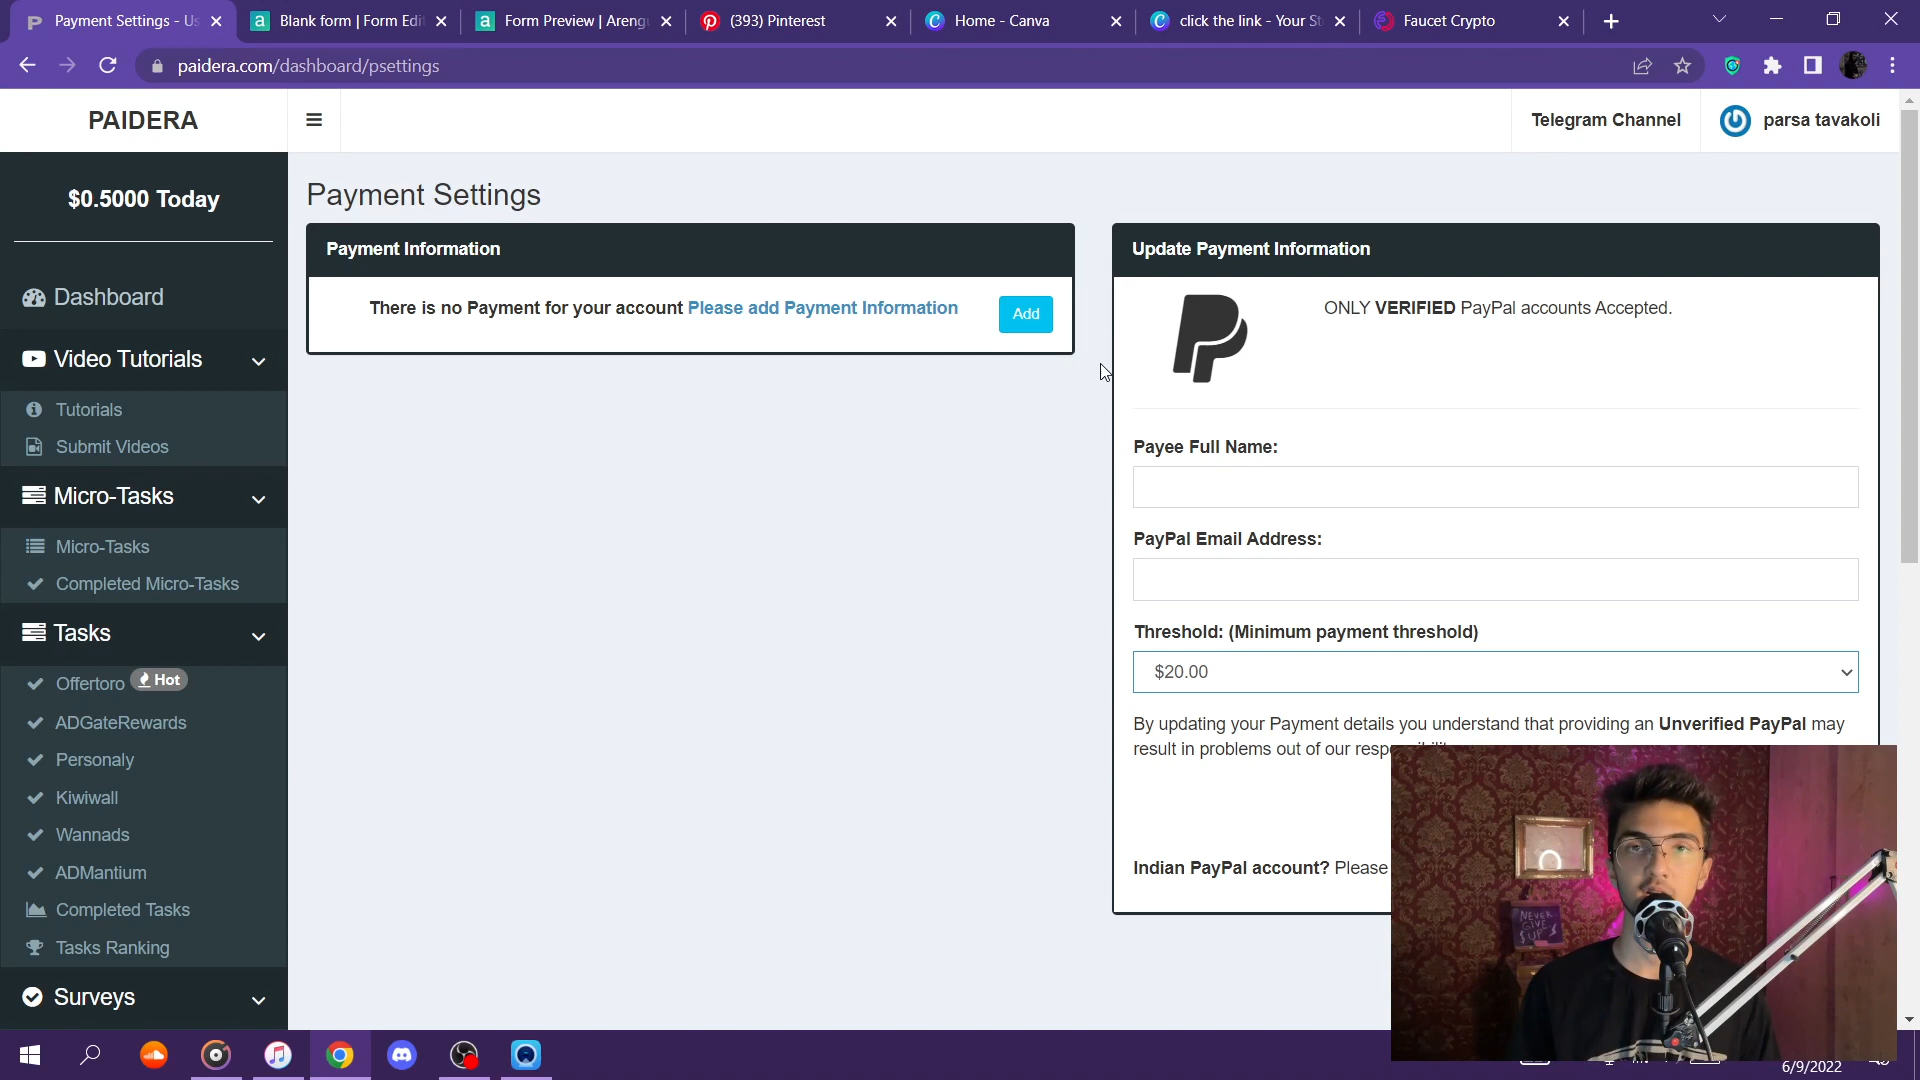 Payment Settings - Us
Blank form | Form Edi
Form Preview | Areng
(393) Pinterest
Home - Canva
click the link - Your St
Faucet Crypto
paidera.com/dashboard/psettings
PAIDERA
Telegram Channel
parsa tavakoli
$0.5000 Today
Payment Settings
Payment Information
Update Payment Information
There is no Payment for your account Please add Payment Information
Add
ONLY VERIFIED PayPal accounts Accepted.
Dashboard
Video Tutorials
Tutorials
Submit Videos
Micro-Tasks
Micro-Tasks
Completed Micro-Tasks
Tasks
Offertoro
Hot
ADGateRewards
Personaly
Kiwiwall
Wannads
ADMantium
Completed Tasks
Tasks Ranking
Surveys
Payee Full Name:
PayPal Email Address:
Threshold: (Minimum payment threshold)
$20.00
By updating your Payment details you understand that providing an Unverified PayPal may
result in problems out of our
Indian PayPal account? Please
NEVER
GIVE
UP
6/9/2022